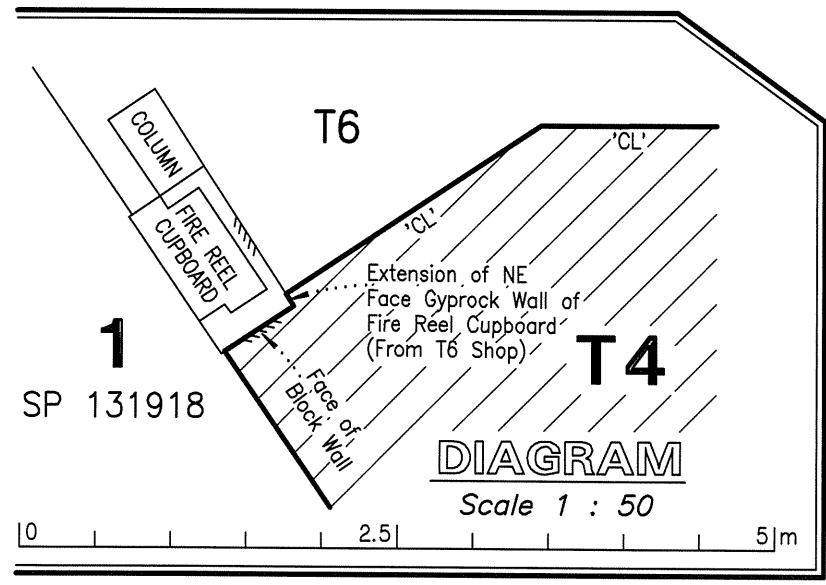 T6
COLUMN
FIRE REEL
CUPBOARD
'CL'
'CL'
Extension of NE
Face Gyprock Wall of
Fire Reel Cupboard
(From T6 Shop)
T4
1
SP 131918
Face of
Block Wall
DIAGRAM
Scale 1 : 50
0 2.5 5 m